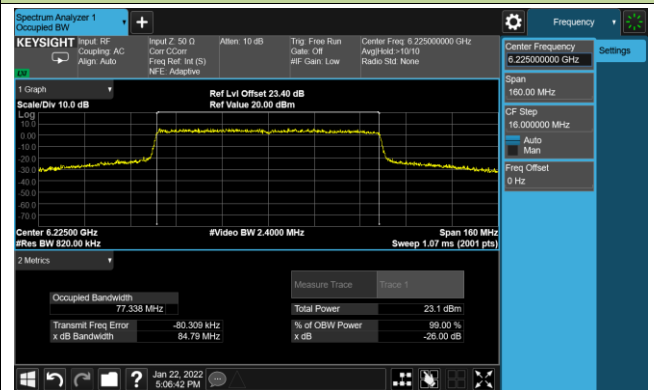 Spectrum Analyzer 1
Occupied BW
Frequency
KEYSIGHT
Input: RF
Coupling: AC
Align: Auto
Input Z: 50 Ω
Corr CCorr
Freq Ref: Int (S)
NFE: Adaptive
Atten: 10 dB
Trig: Free Run
Gate: Off
#IF Gain: Low
Center Freq: 6.225000000 GHz
Avg|Hold:>10/10
Radio Std: None
1 Graph
Scale/Div 10.0 dB
Ref Lvl Offset 23.40 dB
Ref Value 20.00 dBm
Log
10.0
0.00
-10.0
-20.0
-30.0
-40.0
-50.0
-60.0
-70.0
Center 6.22500 GHz
#Res BW 820.00 kHz
#Video BW 2.4000 MHz
Span 160 MHz
Sweep 1.07 ms (2001 pts)
2 Metrics
Measure Trace
Trace 1
Occupied Bandwidth
77.338 MHz
Total Power
23.1 dBm
Transmit Freq Error
-80.309 kHz
% of OBW Power
99.00 %
x dB Bandwidth
84.79 MHz
x dB
-26.00 dB
Center Frequency
6.225000000 GHz
Settings
Span
160.00 MHz
CF Step
16.000000 MHz
Auto
Man
Freq Offset
0 Hz
Jan 22, 2022
5:06:42 PM